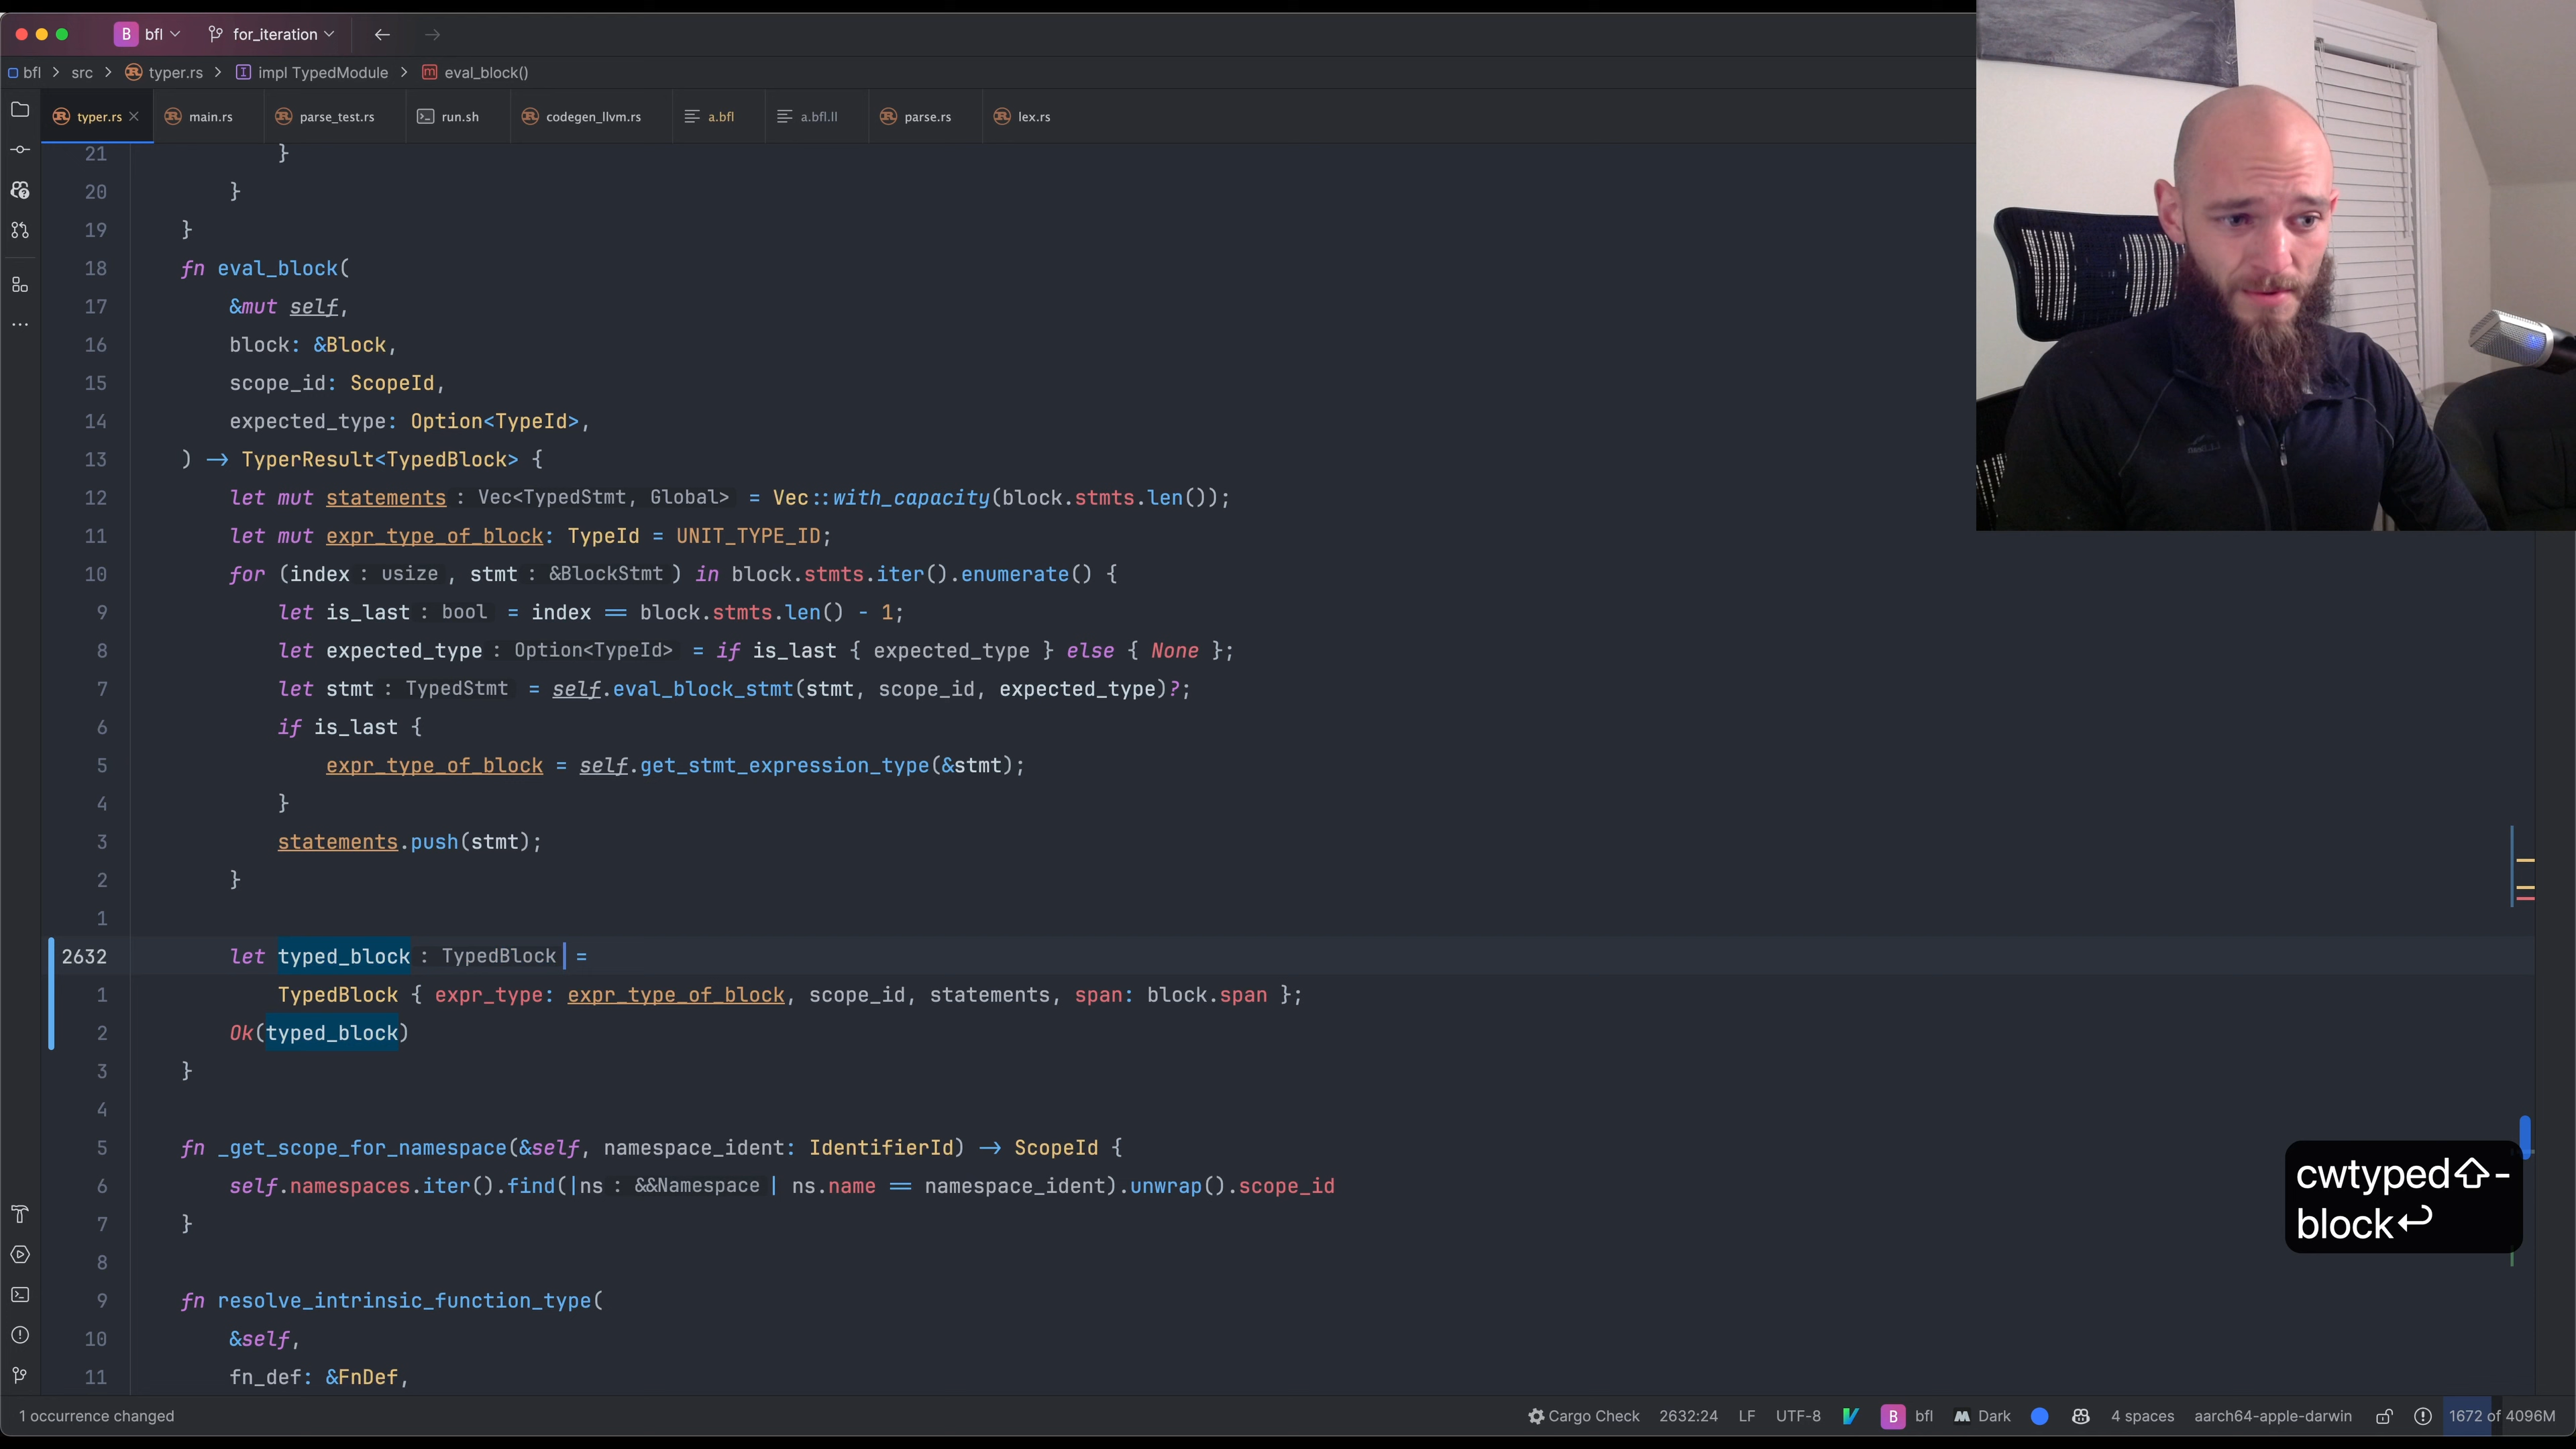 B bfl for_iteration
bfl > src > typer.rs > impl TypedModule > eval_block()
typer.rs main.rs parse_test.rs run.sh codegen_llvm.rs a.bfl a.bfl.ll parse.rs lex.rs
21 }
20 }
19 }
18 fn eval_block(
17 &mut self,
16 block: &Block,
15 scope_id: ScopeId,
14 expected_type: Option<TypeId>,
13 ) -> TyperResult<TypedBlock> {
12 let mut statements : Vec<TypedStmt, Global> = Vec::with_capacity(block.stmts.len());
11 let mut expr_type_of_block: TypeId = UNIT_TYPE_ID;
10 for (index : usize , stmt : &BlockStmt ) in block.stmts.iter().enumerate() {
9 let is_last : bool = index == block.stmts.len() - 1;
8 let expected_type : Option<TypeId> = if is_last { expected_type } else { None };
7 let stmt : TypedStmt = self.eval_block_stmt(stmt, scope_id, expected_type)?;
6 if is_last {
5 expr_type_of_block = self.get_stmt_expression_type(&stmt);
4 }
3 statements.push(stmt);
2 }
1
2632 let typed_block : TypedBlock =
1 TypedBlock { expr_type: expr_type_of_block, scope_id, statements, span: block.span };
2 Ok(typed_block)
3 }
4
5 fn _get_scope_for_namespace(&self, namespace_ident: IdentifierId) -> ScopeId {
6 self.namespaces.iter().find(|ns : &&Namespace | ns.name == namespace_ident).unwrap().scope_id
7 }
8
9 fn resolve_intrinsic_function_type(
10 &self,
11 fn_def: &FnDef,
cwtyped⇧-
block↩
1 occurrence changed Cargo Check 2632:24 LF UTF-8 B bfl Dark 4 spaces aarch64-apple-darwin 1672 of 4096M